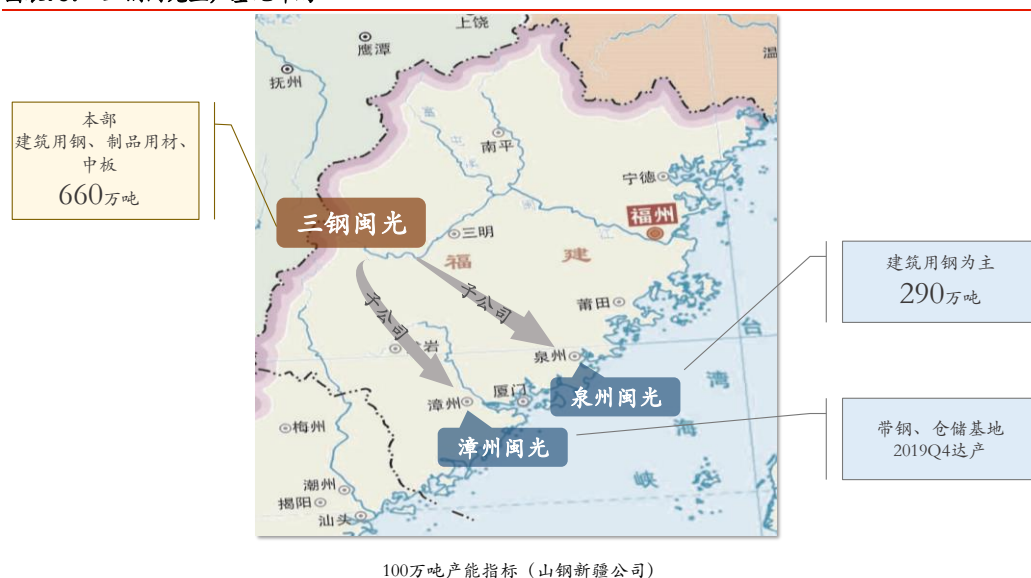 上饶
鹰潭
温
抚州
本部
建筑用钢、制品用材、
中板
660万吨
南平
宁德
三钢闽光
福州
三明
福建
建筑用钢为主
290万吨
子公司
子公司
莆田
台
湾
海
峡
岩
泉州
泉州闽光
厦门
漳州
漳州闽光
带钢、仓储基地
2019Q4达产
梅州
潮州
揭阳
汕头
100万吨产能指标（山钢新疆公司）